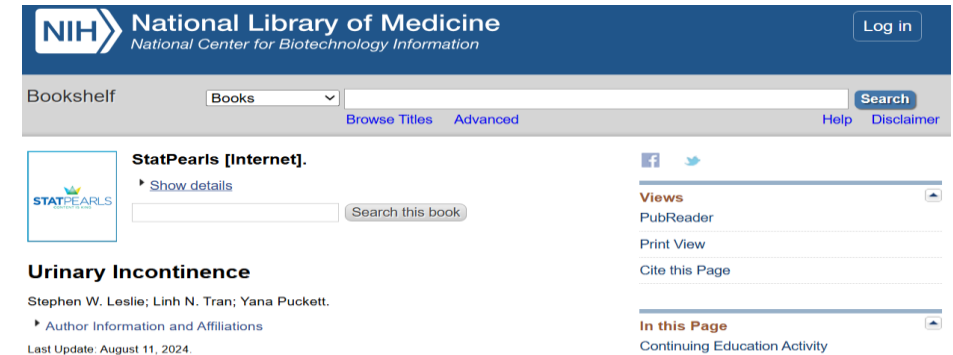 NIH
National Library of Medicine
National Center for Biotechnology Information
Log in
Bookshelf
Books
Search
Browse Titles
Advanced
Help
Disclaimer
STATPEARLS
StatPearls [Internet].
Show details
Search this book
Urinary Incontinence
Stephen W. Leslie; Linh N. Tran; Yana Puckett.
Author Information and Affiliations
Last Update: August 11, 2024.
Views
PubReader
Print View
Cite this Page
In this Page
Continuing Education Activity